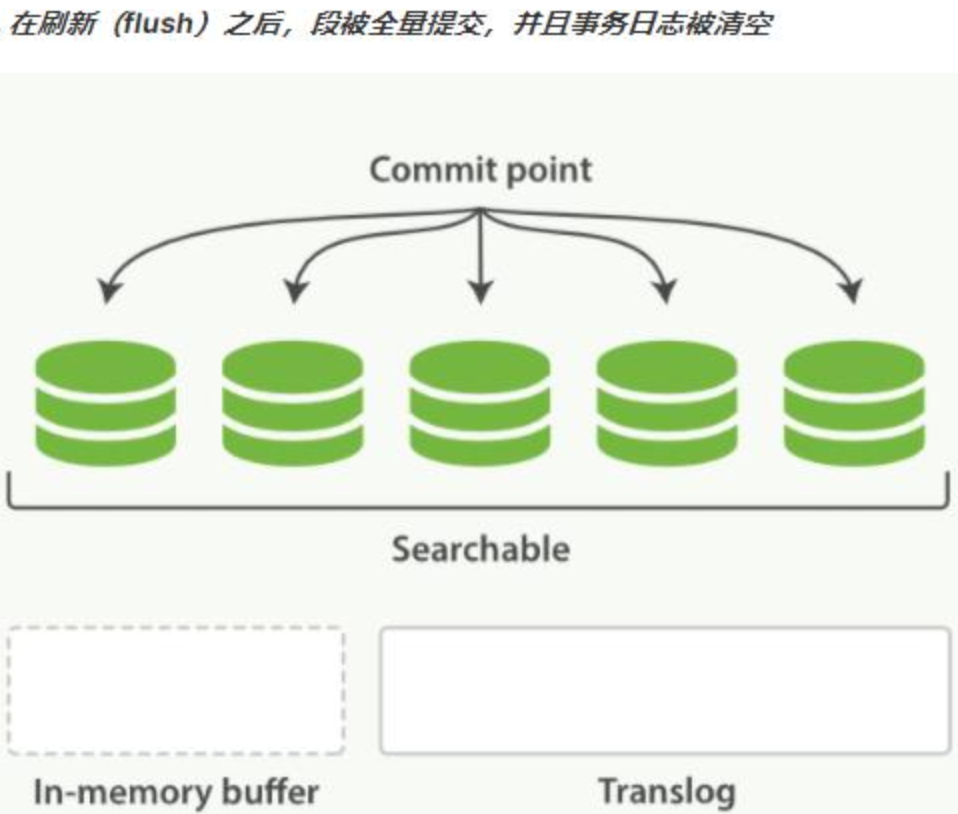 在刷新（flush）之后，段被全量提交，并且事务日志被清空
Commit point
Searchable
In-memory buffer
Translog